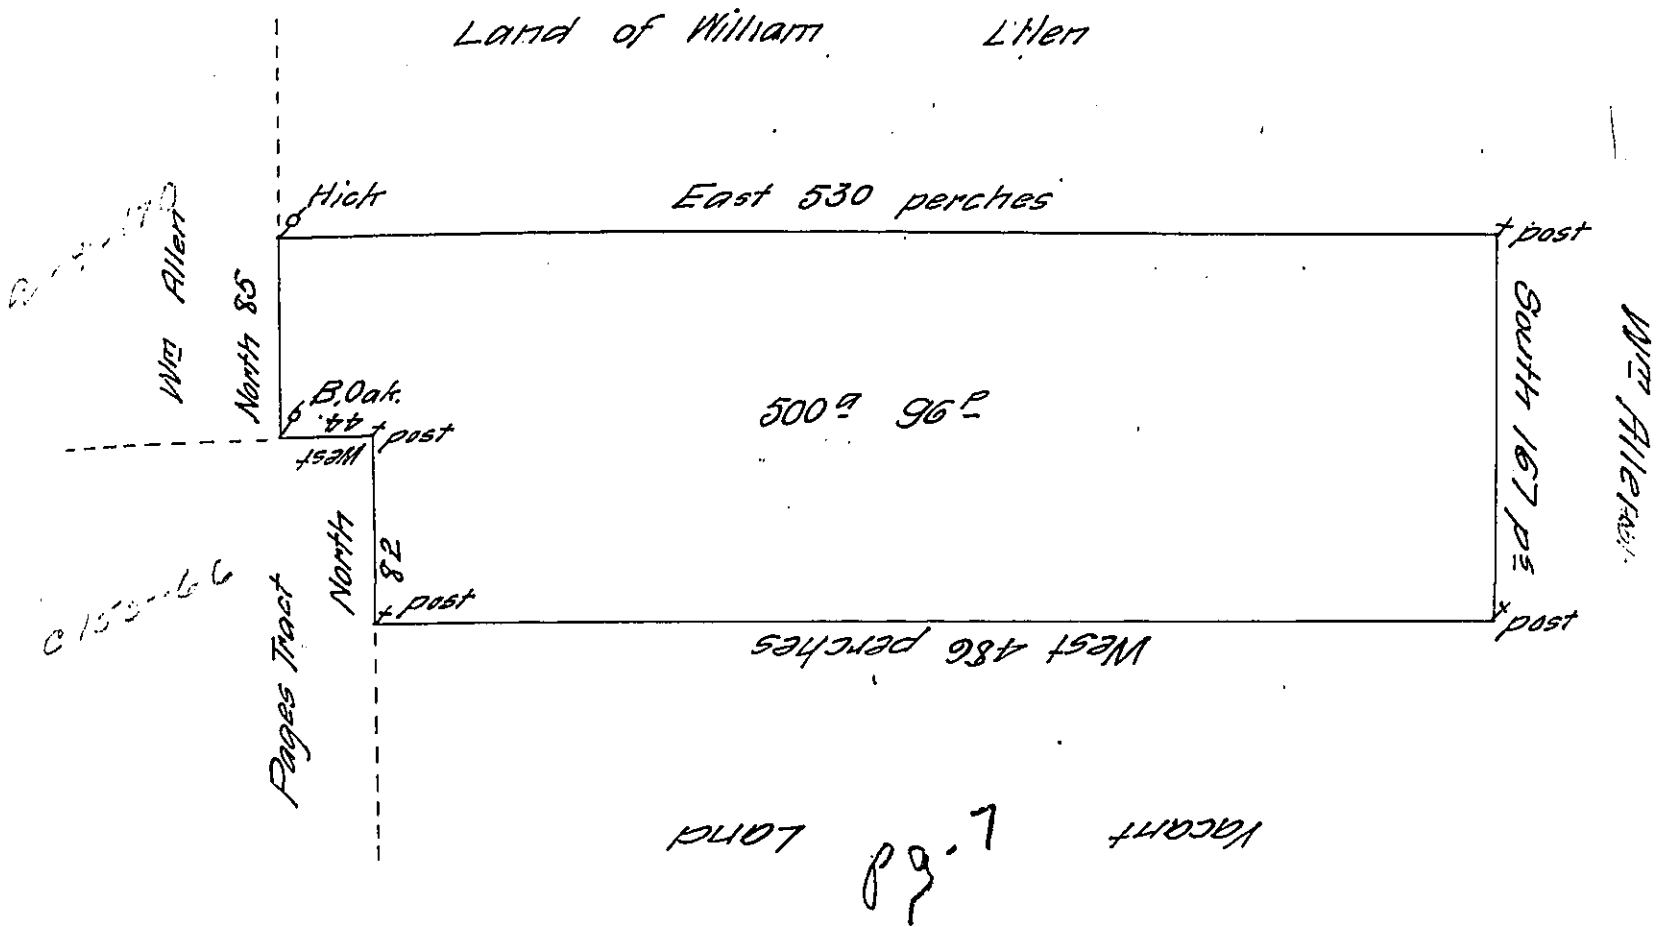 Land of William Allen
Hick
East 530 perches
post
Wm Allen
North 85
B.Oak.
44.
West
post
500a 96p
South 167 ps
Wm Allen
North
82
post
Pages Tract
West 486 perches
post
Vacant Land
pg. 7